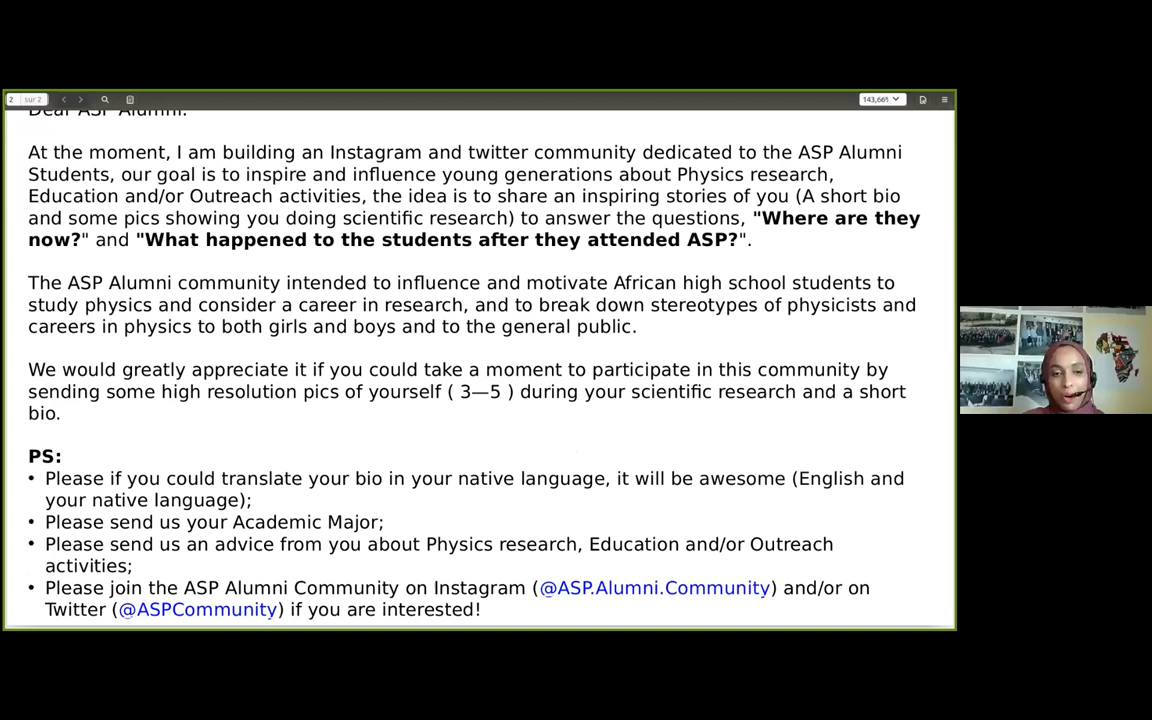 2 sur 2
143,66%
Dear ASP Alumni.
At the moment, I am building an Instagram and twitter community dedicated to the ASP Alumni
Students, our goal is to inspire and influence young generations about Physics research,
Education and/or Outreach activities, the idea is to share an inspiring stories of you (A short bio
and some pics showing you doing scientific research) to answer the questions, "Where are they
now?" and "What happened to the students after they attended ASP?".
The ASP Alumni community intended to influence and motivate African high school students to
study physics and consider a career in research, and to break down stereotypes of physicists and
careers in physics to both girls and boys and to the general public.
We would greatly appreciate it if you could take a moment to participate in this community by
sending some high resolution pics of yourself ( 3—5 ) during your scientific research and a short
bio.
PS:
• Please if you could translate your bio in your native language, it will be awesome (English and
your native language);
• Please send us your Academic Major;
• Please send us an advice from you about Physics research, Education and/or Outreach
activities;
• Please join the ASP Alumni Community on Instagram (@ASP.Alumni.Community) and/or on
Twitter (@ASPCommunity) if you are interested!